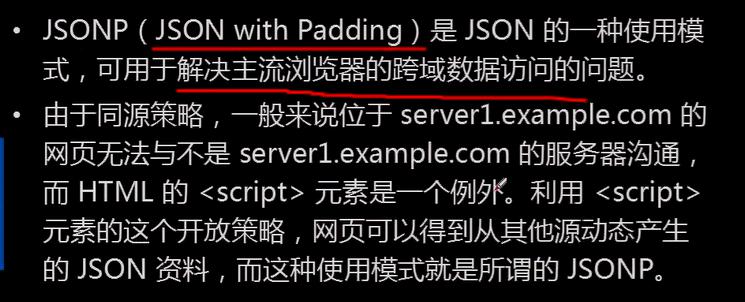 • JSONP（JSON with Padding）是 JSON 的一种使用模
式，可用于解决主流浏览器的跨域数据访问的问题。
• 由于同源策略，一般来说位于 server1.example.com 的
网页无法与不是 server1.example.com 的服务器沟通，
而 HTML 的 <script> 元素是一个例外。利用 <script>
元素的这个开放策略，网页可以得到从其他源动态产生
的 JSON 资料，而这种使用模式就是所谓的 JSONP。